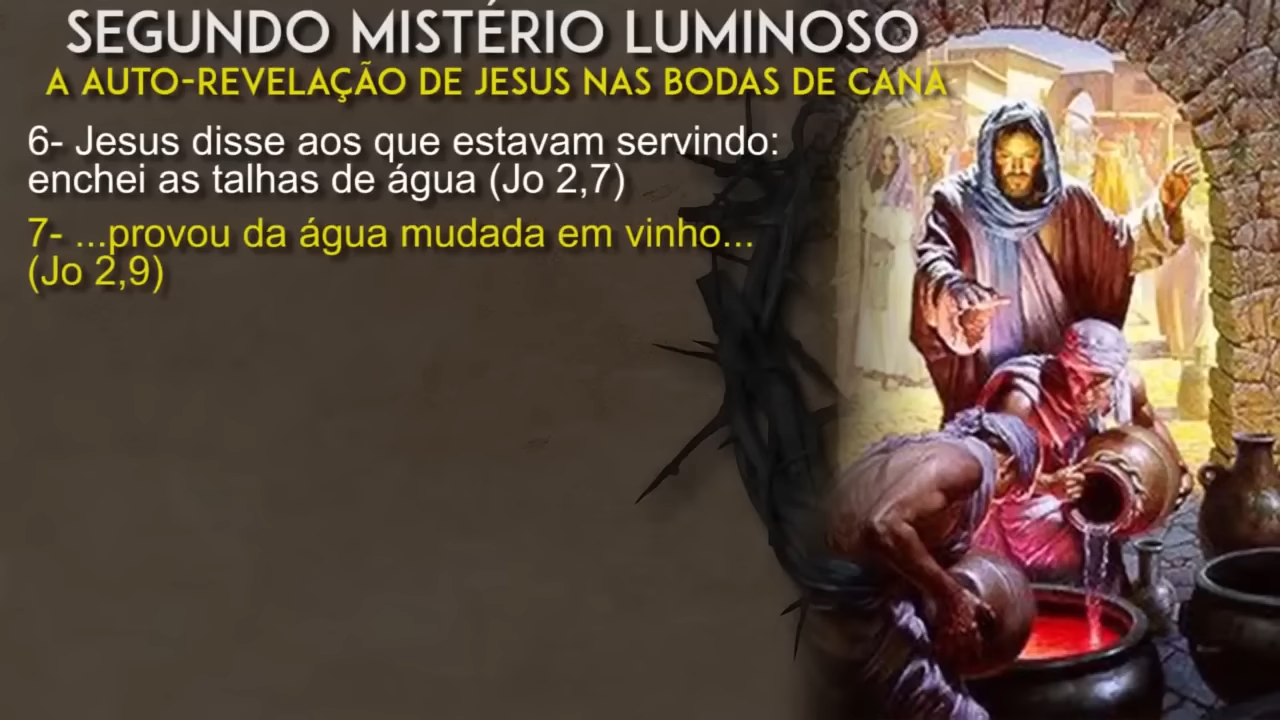 SEGUNDO MISTÉRIO LUMINOSO
A AUTO-REVELAÇÃO DE JESUS NAS BODAS DE CANA
6- Jesus disse aos que estavam servindo:
enchei as talhas de água (Jo 2,7)
7- ...provou da água mudada em vinho...
(Jo 2,9)